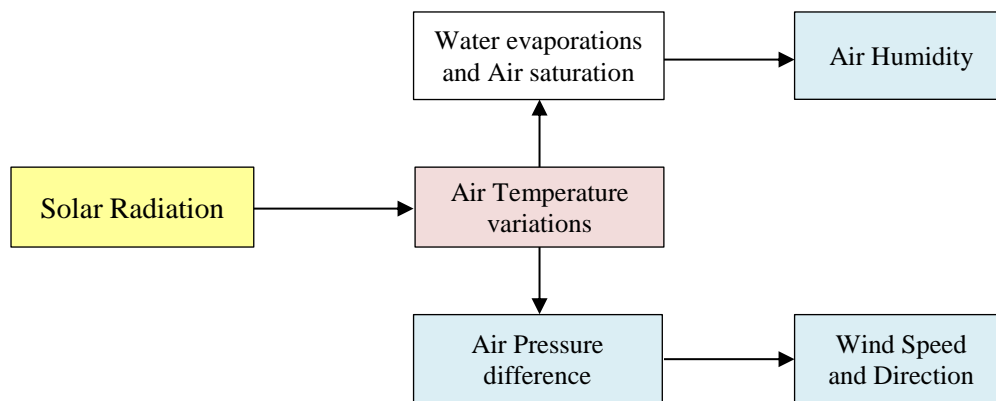 Water evaporations
and Air saturation
Air Humidity
Solar Radiation
Air Temperature
variations
Air Pressure
difference
Wind Speed
and Direction